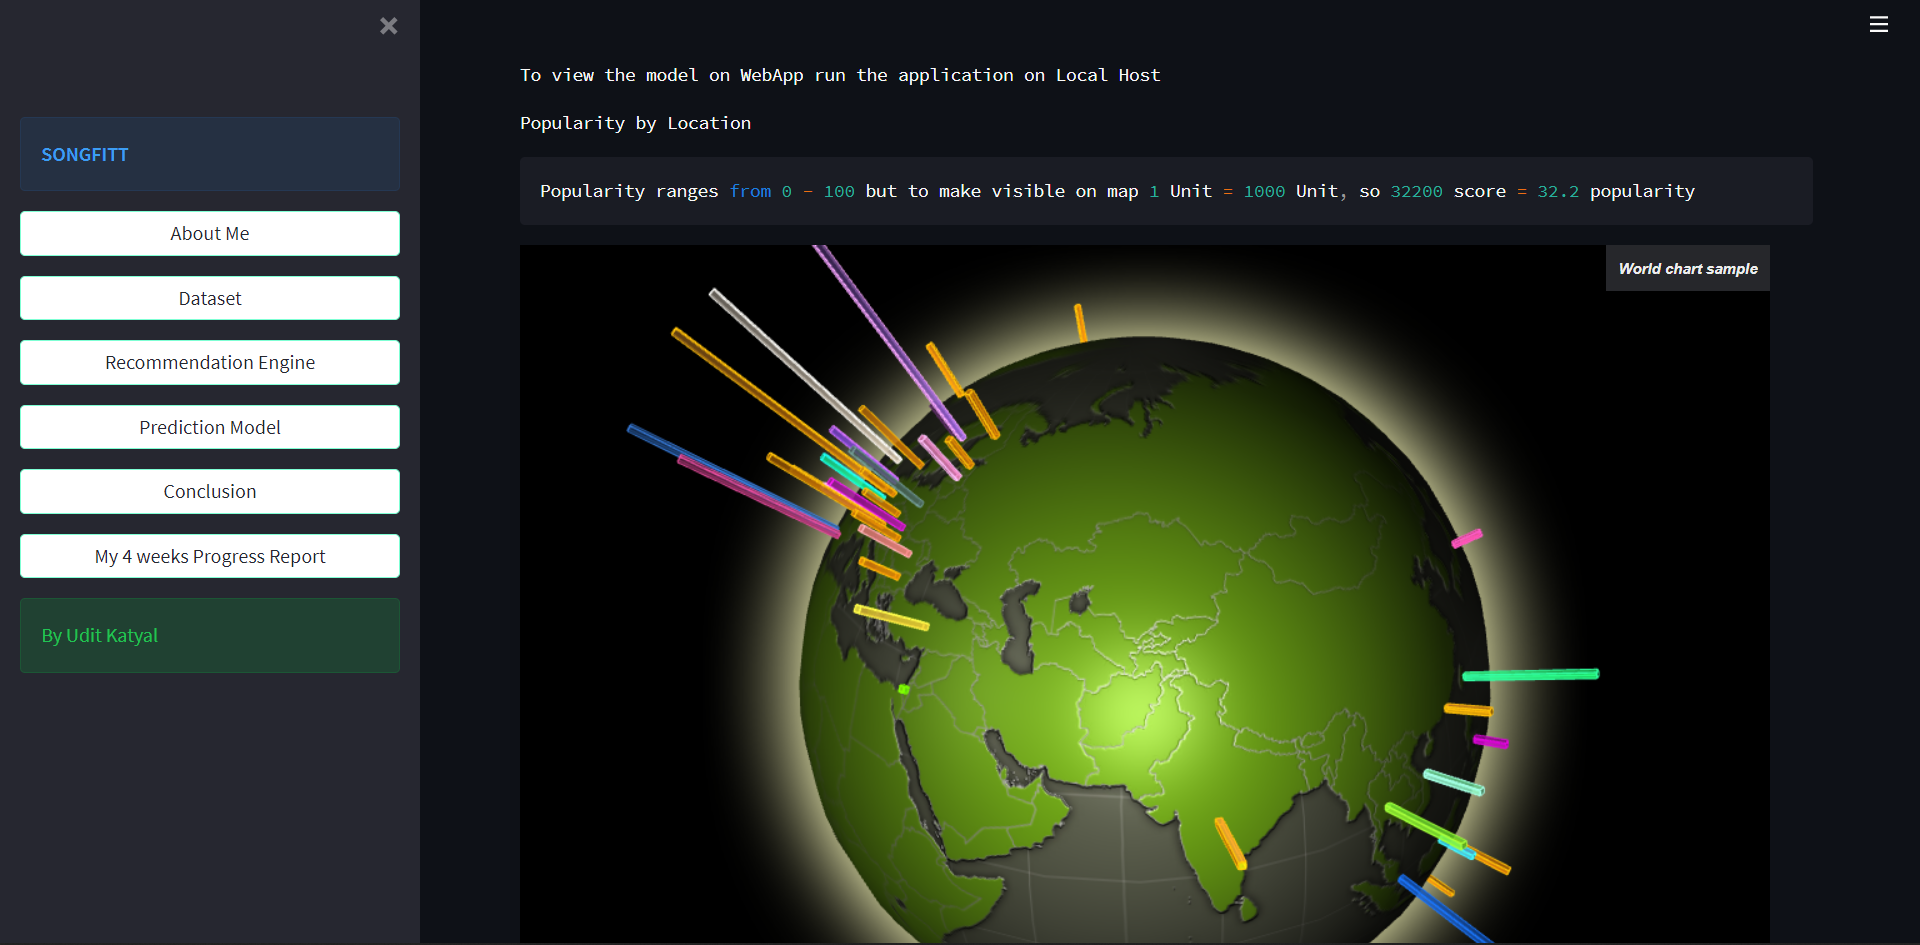 SONGFITT
About Me
Dataset
Recommendation Engine
Prediction Model
Conclusion
My 4 weeks Progress Report
By Udit Katyal
To view the model on WebApp run the application on Local Host
Popularity by Location
Popularity ranges from 0 - 100 but to make visible on map 1 Unit = 1000 Unit, so 32200 score = 32.2 popularity
World chart sample